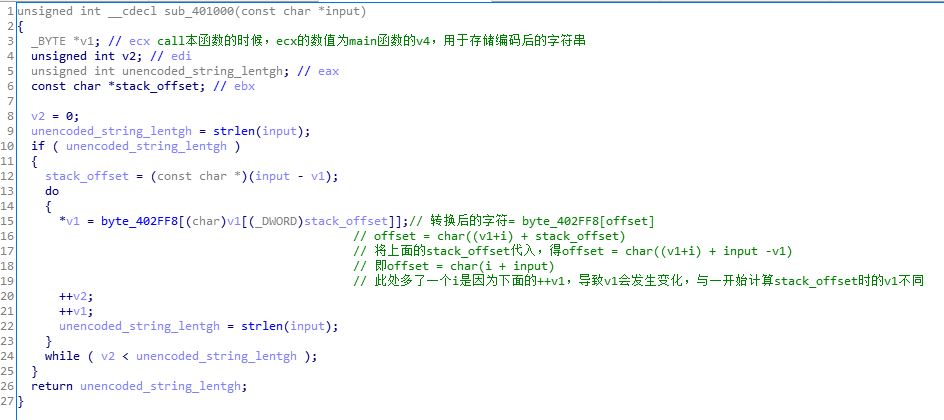 1 unsigned int __cdecl sub_401000(const char *input)
2 {
3 _BYTE *v1; // ecx call本函数的时候，ecx的数值为main函数的v4，用于存储编码后的字符串
4 unsigned int v2; // edi
5 unsigned int unencoded_string_lentgh; // eax
6 const char *stack_offset; // ebx
7
8 v2 = 0;
9 unencoded_string_lentgh = strlen(input);
10 if ( unencoded_string_lentgh )
11 {
12 stack_offset = (const char *)(input - v1);
13 do
14 {
15 *v1 = byte_402FF8[(char)v1[(_DWORD)stack_offset]];// 转换后的字符= byte_402FF8[offset]
16 // offset = char((v1+i) + stack_offset)
17 // 将上面的stack_offset代入，得offset = char((v1+i) + input -v1)
18 // 即offset = char(i + input)
19 // 此处多了一个i是因为下面的++v1，导致v1会发生变化，与一开始计算stack_offset时的v1不同
20 ++v2;
21 ++v1;
22 unencoded_string_lentgh = strlen(input);
23 }
24 while ( v2 < unencoded_string_lentgh );
25 }
26 return unencoded_string_lentgh;
27 }